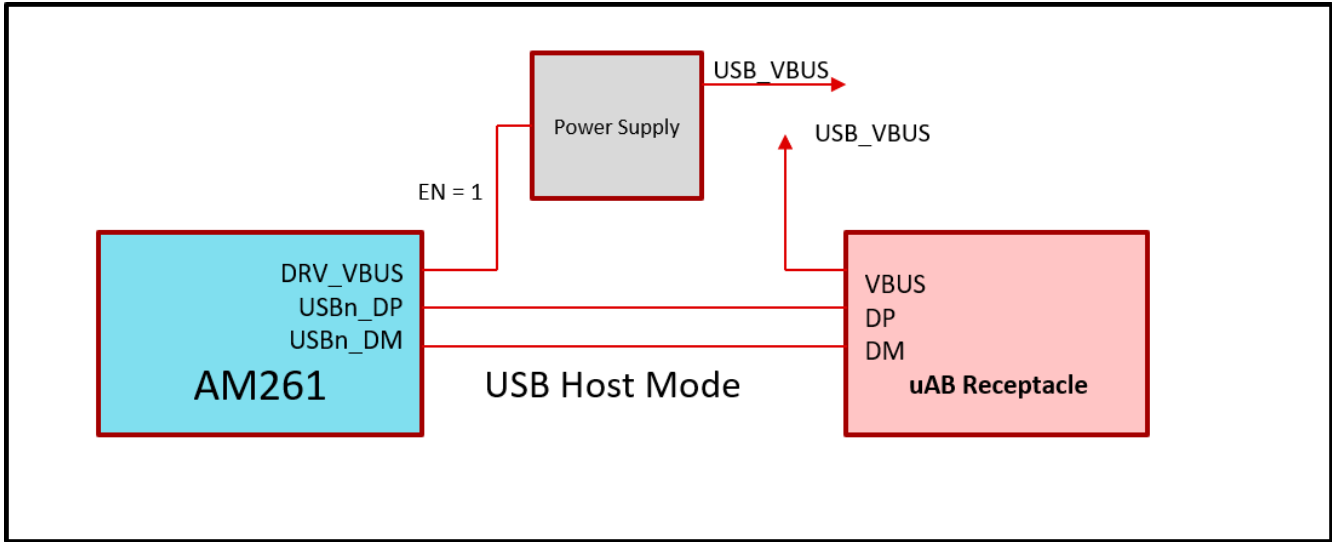 USB_VBUS
Power Supply
USB_VBUS
EN = 1
DRV_VBUS
USBn_DP
USBn_DM
AM261
USB Host Mode
VBUS
DP
DM
uAB Receptacle